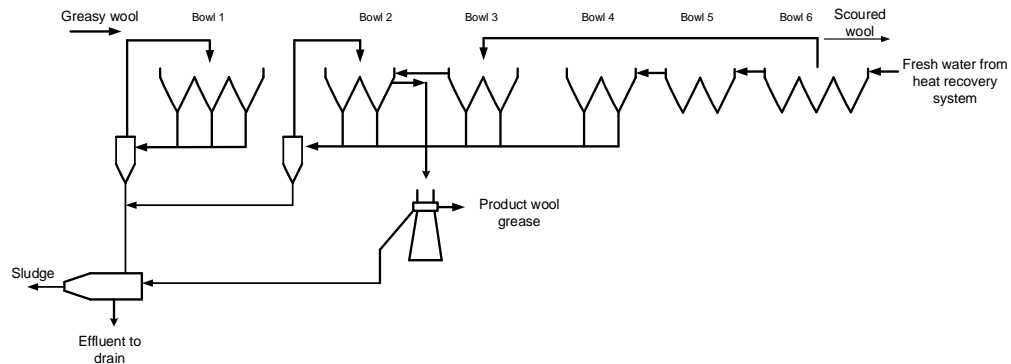 Greasy wool
Bowl 1
Bowl 2
Bowl 3
Bowl 4
Bowl 5
Bowl 6
Scoured
wool
Fresh water from
heat recovery
system
Product wool
grease
Sludge
Effluent to
drain